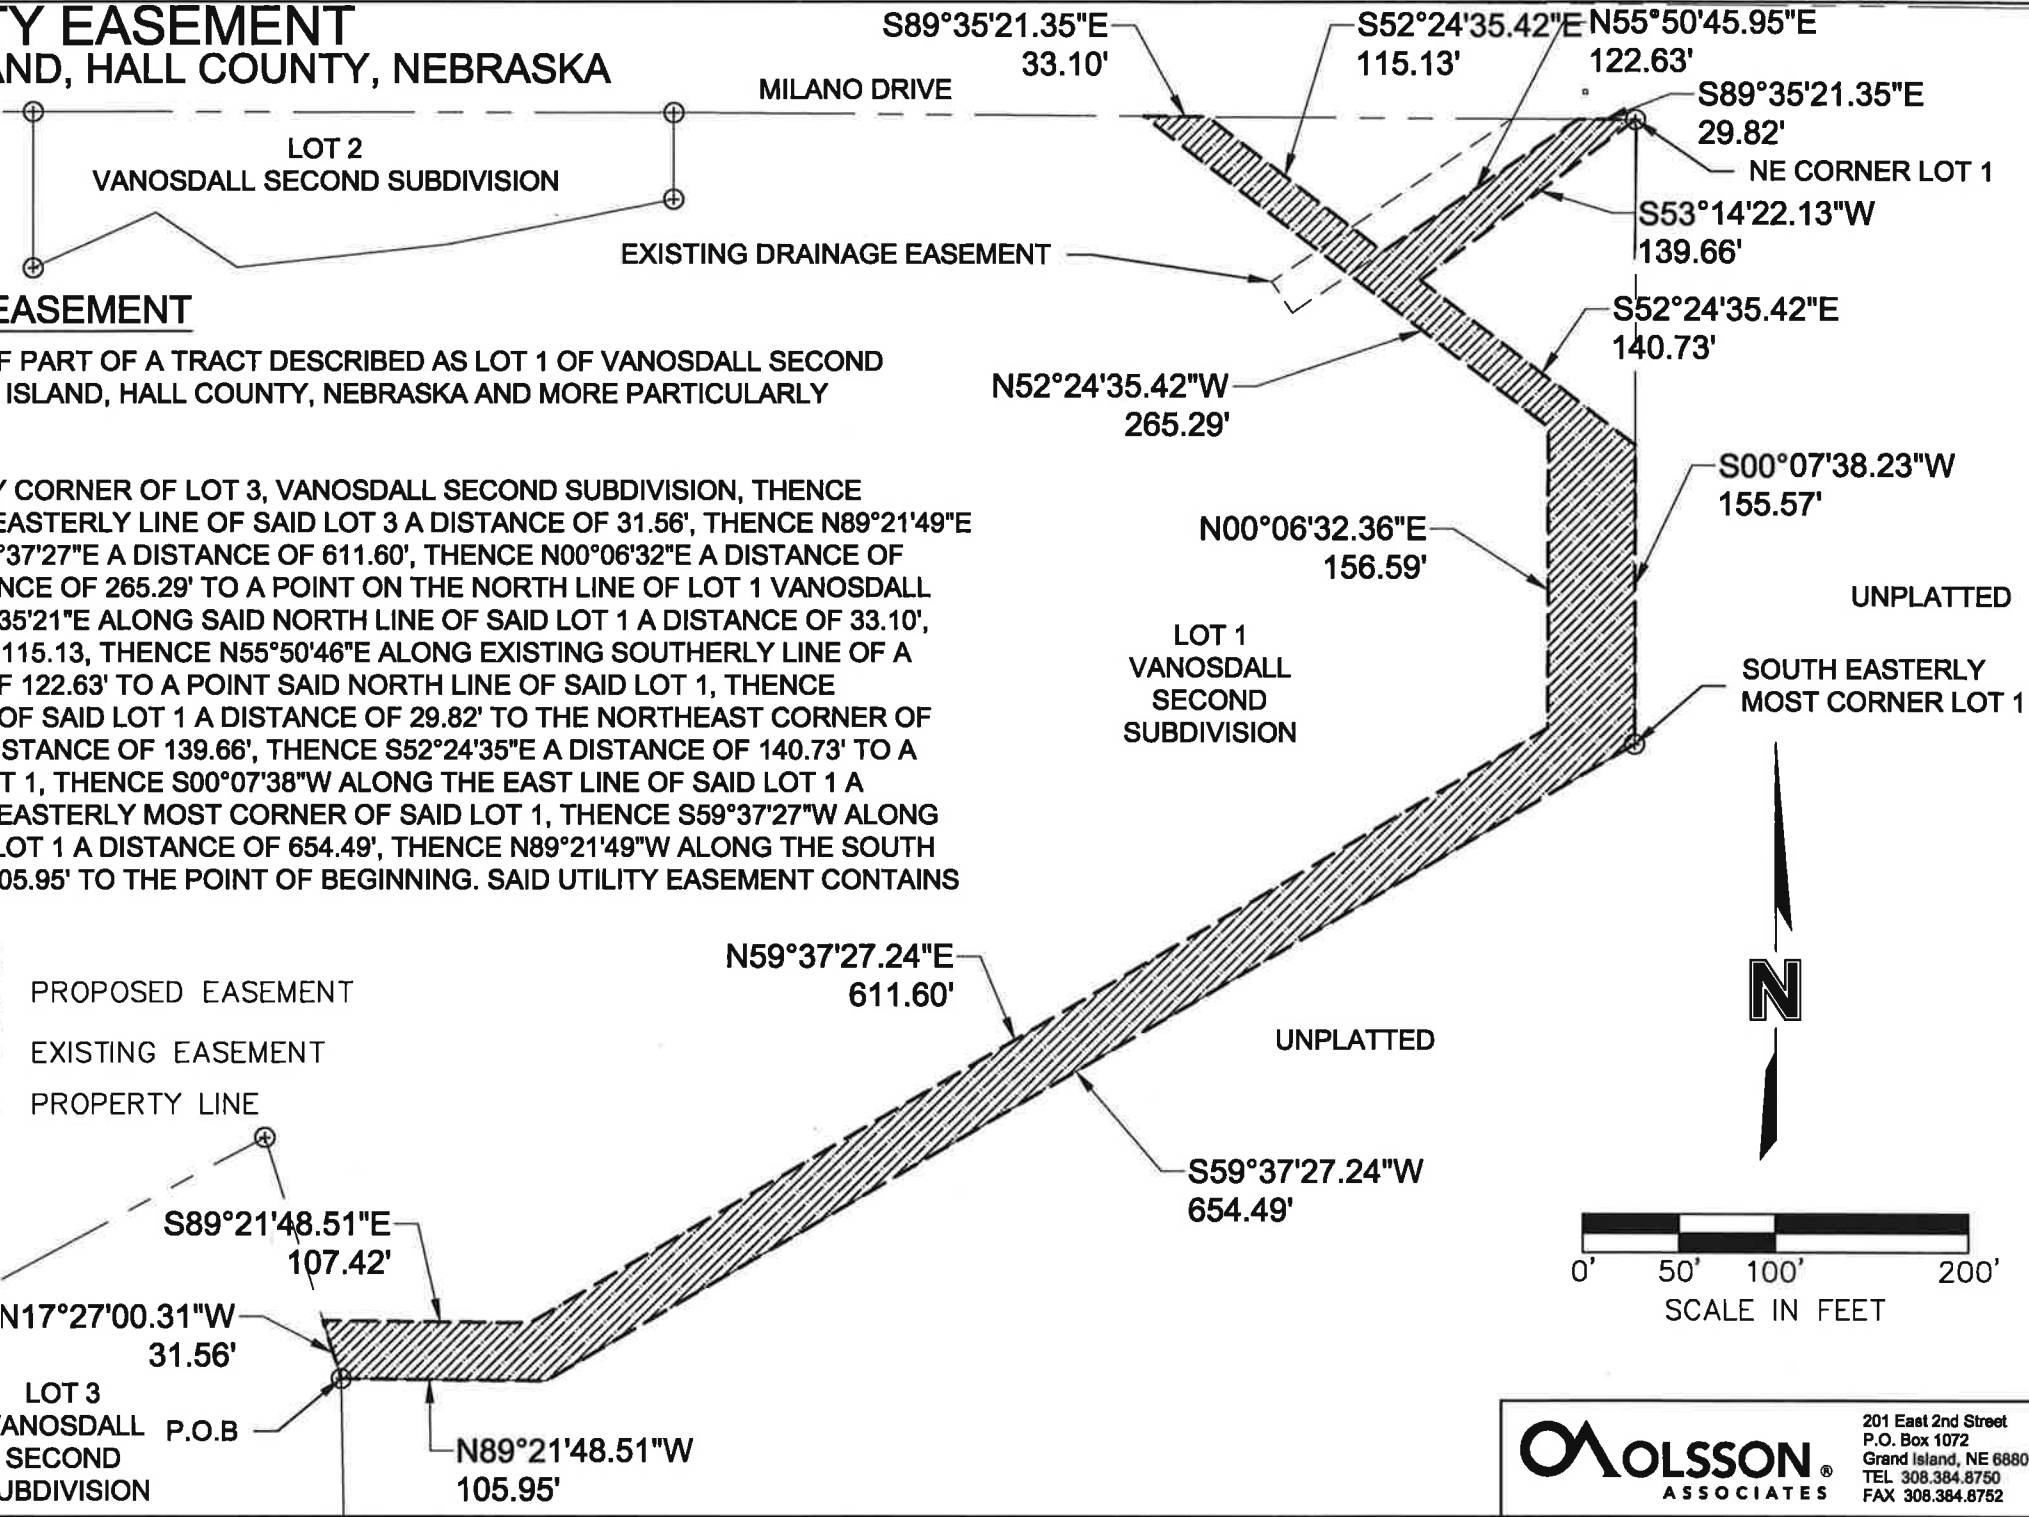 TY EASEMENT
AND, HALL COUNTY, NEBRASKA
S89°35'21.35"E
33.10'
S52°24'35.42"E
115.13'
N55°50'45.95"E
122.63'
S89°35'21.35"E
29.82'
MILANO DRIVE
NE CORNER LOT 1
LOT 2
VANOSDALL SECOND SUBDIVISION
S53°14'22.13"W
139.66'
EXISTING DRAINAGE EASEMENT
EASEMENT
S52°24'35.42"E
140.73'
F PART OF A TRACT DESCRIBED AS LOT 1 OF VANOSDALL SECOND
ISLAND, HALL COUNTY, NEBRASKA AND MORE PARTICULARLY
N52°24'35.42"W
265.29'
Y CORNER OF LOT 3, VANOSDALL SECOND SUBDIVISION, THENCE
EASTERLY LINE OF SAID LOT 3 A DISTANCE OF 31.56', THENCE N89°21'49"E
°37'27"E A DISTANCE OF 611.60', THENCE N00°06'32"E A DISTANCE OF
NCE OF 265.29' TO A POINT ON THE NORTH LINE OF LOT 1 VANOSDALL
35'21"E ALONG SAID NORTH LINE OF SAID LOT 1 A DISTANCE OF 33.10',
115.13, THENCE N55°50'46"E ALONG EXISTING SOUTHERLY LINE OF A
F 122.63' TO A POINT SAID NORTH LINE OF SAID LOT 1, THENCE
OF SAID LOT 1 A DISTANCE OF 29.82' TO THE NORTHEAST CORNER OF
STANCE OF 139.66', THENCE S52°24'35"E A DISTANCE OF 140.73' TO A
T 1, THENCE S00°07'38"W ALONG THE EAST LINE OF SAID LOT 1 A
EASTERLY MOST CORNER OF SAID LOT 1, THENCE S59°37'27"W ALONG
LOT 1 A DISTANCE OF 654.49', THENCE N89°21'49"W ALONG THE SOUTH
05.95' TO THE POINT OF BEGINNING. SAID UTILITY EASEMENT CONTAINS
S00°07'38.23"W
155.57'
N00°06'32.36"E
156.59'
UNPLATTED
LOT 1
VANOSDALL
SECOND
SUBDIVISION
SOUTH EASTERLY
MOST CORNER LOT 1
N59°37'27.24"E
611.60'
PROPOSED EASEMENT
EXISTING EASEMENT
PROPERTY LINE
N
UNPLATTED
S59°37'27.24"W
654.49'
S89°21'48.51"E
107.42'
N17°27'00.31"W
31.56'
0' 50' 100' 200'
SCALE IN FEET
LOT 3
VANOSDALL
SECOND
UBDIVISION
P.O.B
N89°21'48.51"W
105.95'
OLSSON ®
ASSOCIATES
201 East 2nd Street
P.O. Box 1072
Grand Island, NE 6880
TEL 308.384.8750
FAX 308.384.8752